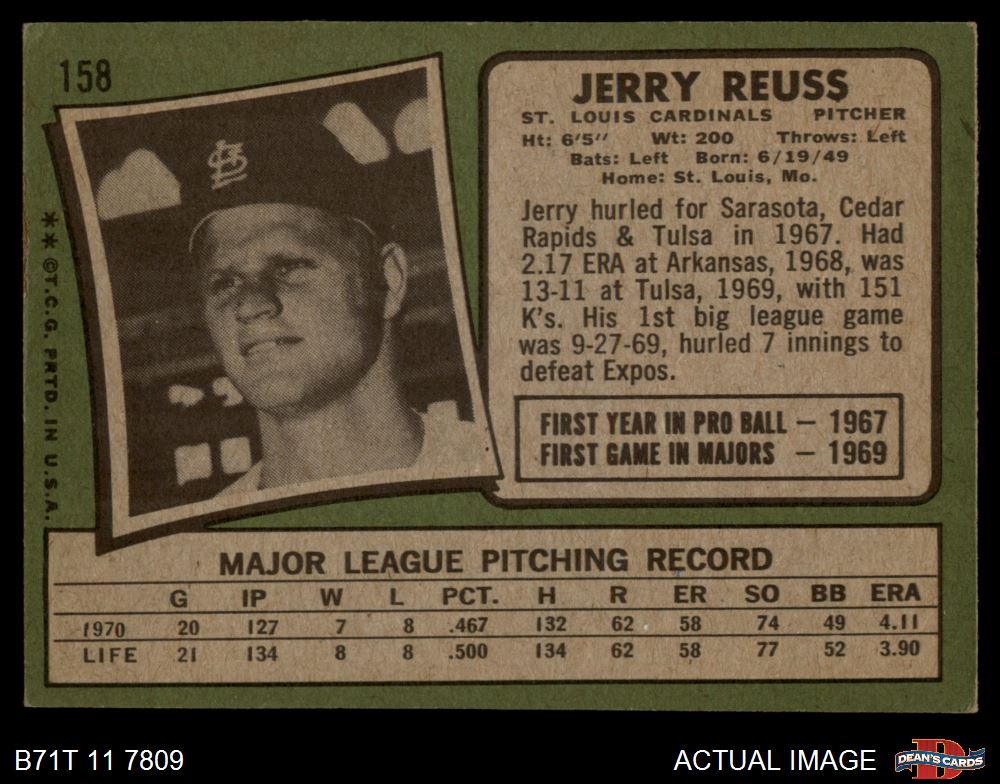 158
JERRY REUSS
ST. LOUIS CARDINALS PITCHER
Ht: 6'5" Wt: 200 Throws: Left
Bats: Left Born: 6/19/49
Home: St. Louis, Mo.
Jerry hurled for Sarasota, Cedar
Rapids & Tulsa in 1967. Had
2.17 ERA at Arkansas, 1968, was
13-11 at Tulsa, 1969, with 151
K's. His 1st big league game
was 9-27-69, hurled 7 innings to
defeat Expos.
FIRST YEAR IN PRO BALL — 1967
FIRST GAME IN MAJORS — 1969
**©T.C.G. PRTD. IN U.S.A.
StL
MAJOR LEAGUE PITCHING RECORD
G IP W L PCT. H R ER SO BB ERA
1970 20 127 7 8 .467 132 62 58 74 49 4.11
LIFE 21 134 8 8 .500 134 62 58 77 52 3.90
B71T 11 7809
ACTUAL IMAGE
D
DEAN'S CARDS